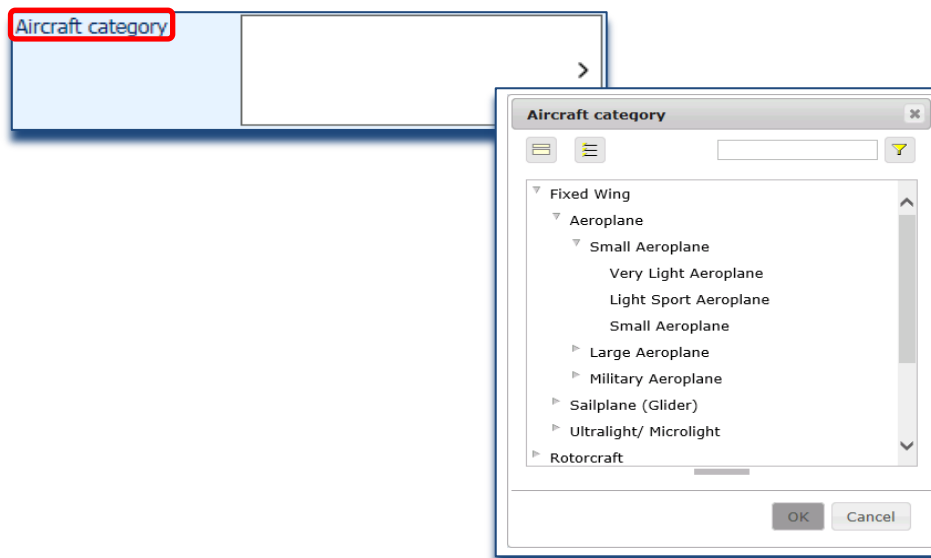 Aircraft category
Aircraft category
Fixed Wing
Aeroplane
Small Aeroplane
Very Light Aeroplane
Light Sport Aeroplane
Small Aeroplane
Large Aeroplane
Military Aeroplane
Sailplane (Glider)
Ultralight/ Microlight
Rotorcraft
OK Cancel